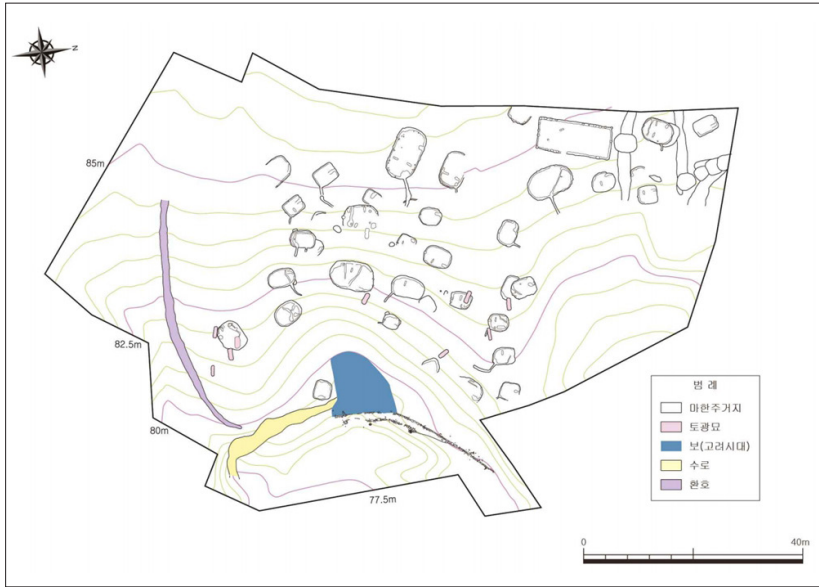 N
85m
82.5m
80m
77.5m
범 례
마한주거지
토광묘
보(고려시대)
수로
환호
0
40m